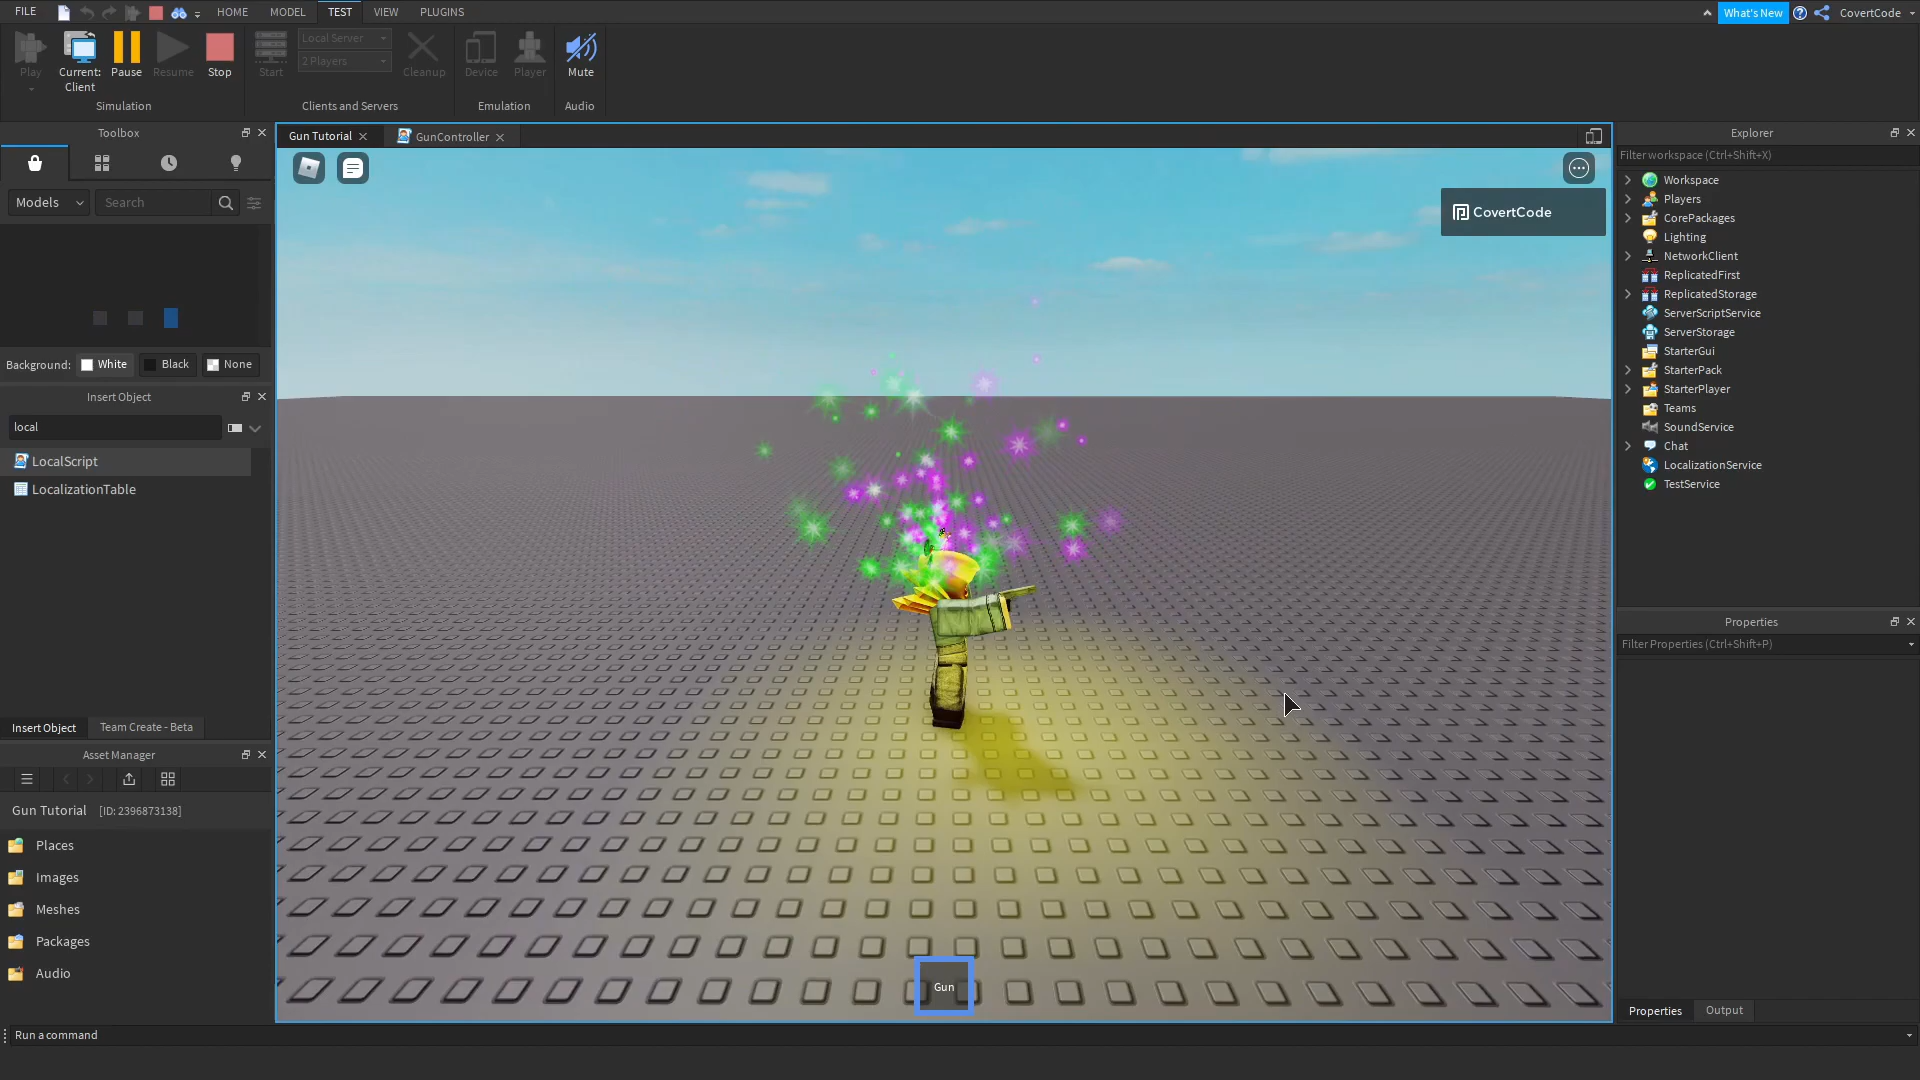 FILE HOME MODEL TEST VIEW PLUGINS What's New CovertCode
Play Current: Client Pause Resume Stop Start Local Server 2 Players Cleanup Device Player Mute
Simulation Clients and Servers Emulation Audio
Toolbox
Models Search
Background: White Black None
Insert Object
local
LocalScript
LocalizationTable
Insert Object Team Create - Beta
Asset Manager
Gun Tutorial [ID: 2396873138]
Places
Images
Meshes
Packages
Audio
Gun Tutorial GunController
CovertCode
Gun
Explorer
Filter workspace (Ctrl+Shift+X)
Workspace
Players
CorePackages
Lighting
NetworkClient
ReplicatedFirst
ReplicatedStorage
ServerScriptService
ServerStorage
StarterGui
StarterPack
StarterPlayer
Teams
SoundService
Chat
LocalizationService
TestService
Properties
Filter Properties (Ctrl+Shift+P)
Properties Output
Run a command